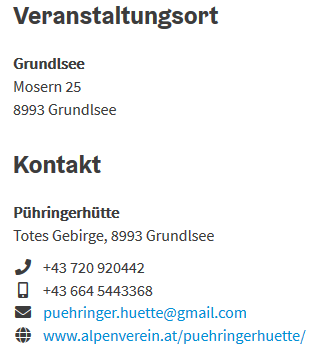 Veranstaltungsort
Grundlsee
Mosern 25
8993 Grundlsee
Kontakt
Pühringerhütte
Totes Gebirge, 8993 Grundlsee
+43 720 920442
+43 664 5443368
puehringer.huette@gmail.com
www.alpenverein.at/puehringerhuette/